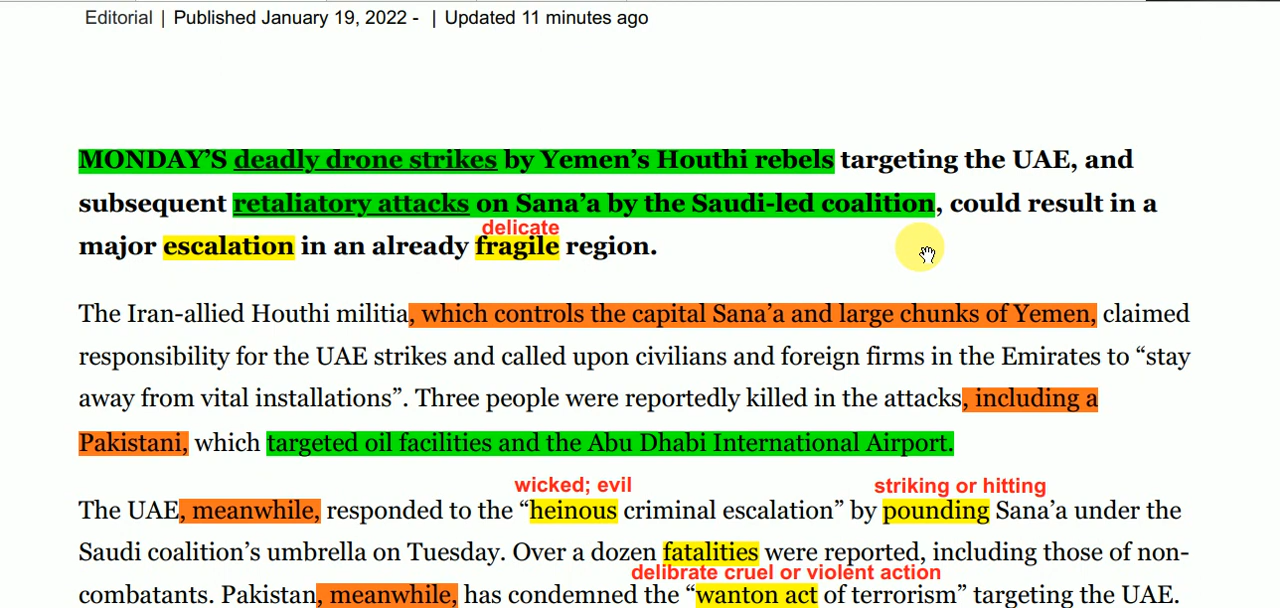 Editorial | Published January 19, 2022 - | Updated 11 minutes ago
MONDAY’S deadly drone strikes by Yemen’s Houthi rebels targeting the UAE, and
subsequent retaliatory attacks on Sana’a by the Saudi-led coalition, could result in a
delicate
major escalation in an already fragile region.
The Iran-allied Houthi militia, which controls the capital Sana’a and large chunks of Yemen, claimed
responsibility for the UAE strikes and called upon civilians and foreign firms in the Emirates to “stay
away from vital installations”. Three people were reportedly killed in the attacks, including a
Pakistani, which targeted oil facilities and the Abu Dhabi International Airport.
wicked; evil striking or hitting
The UAE, meanwhile, responded to the “heinous criminal escalation” by pounding Sana’a under the
Saudi coalition’s umbrella on Tuesday. Over a dozen fatalities were reported, including those of non-
delibrate cruel or violent action
combatants. Pakistan, meanwhile, has condemned the “wanton act of terrorism” targeting the UAE.